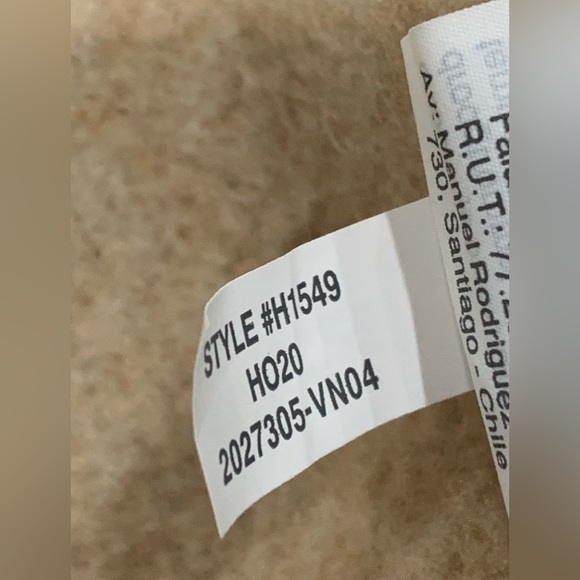 STYLE #H1549
HO20
2027305-VN04
R.U.T.:
Av. Manuel Rodriguez
730, Santiago - Chile